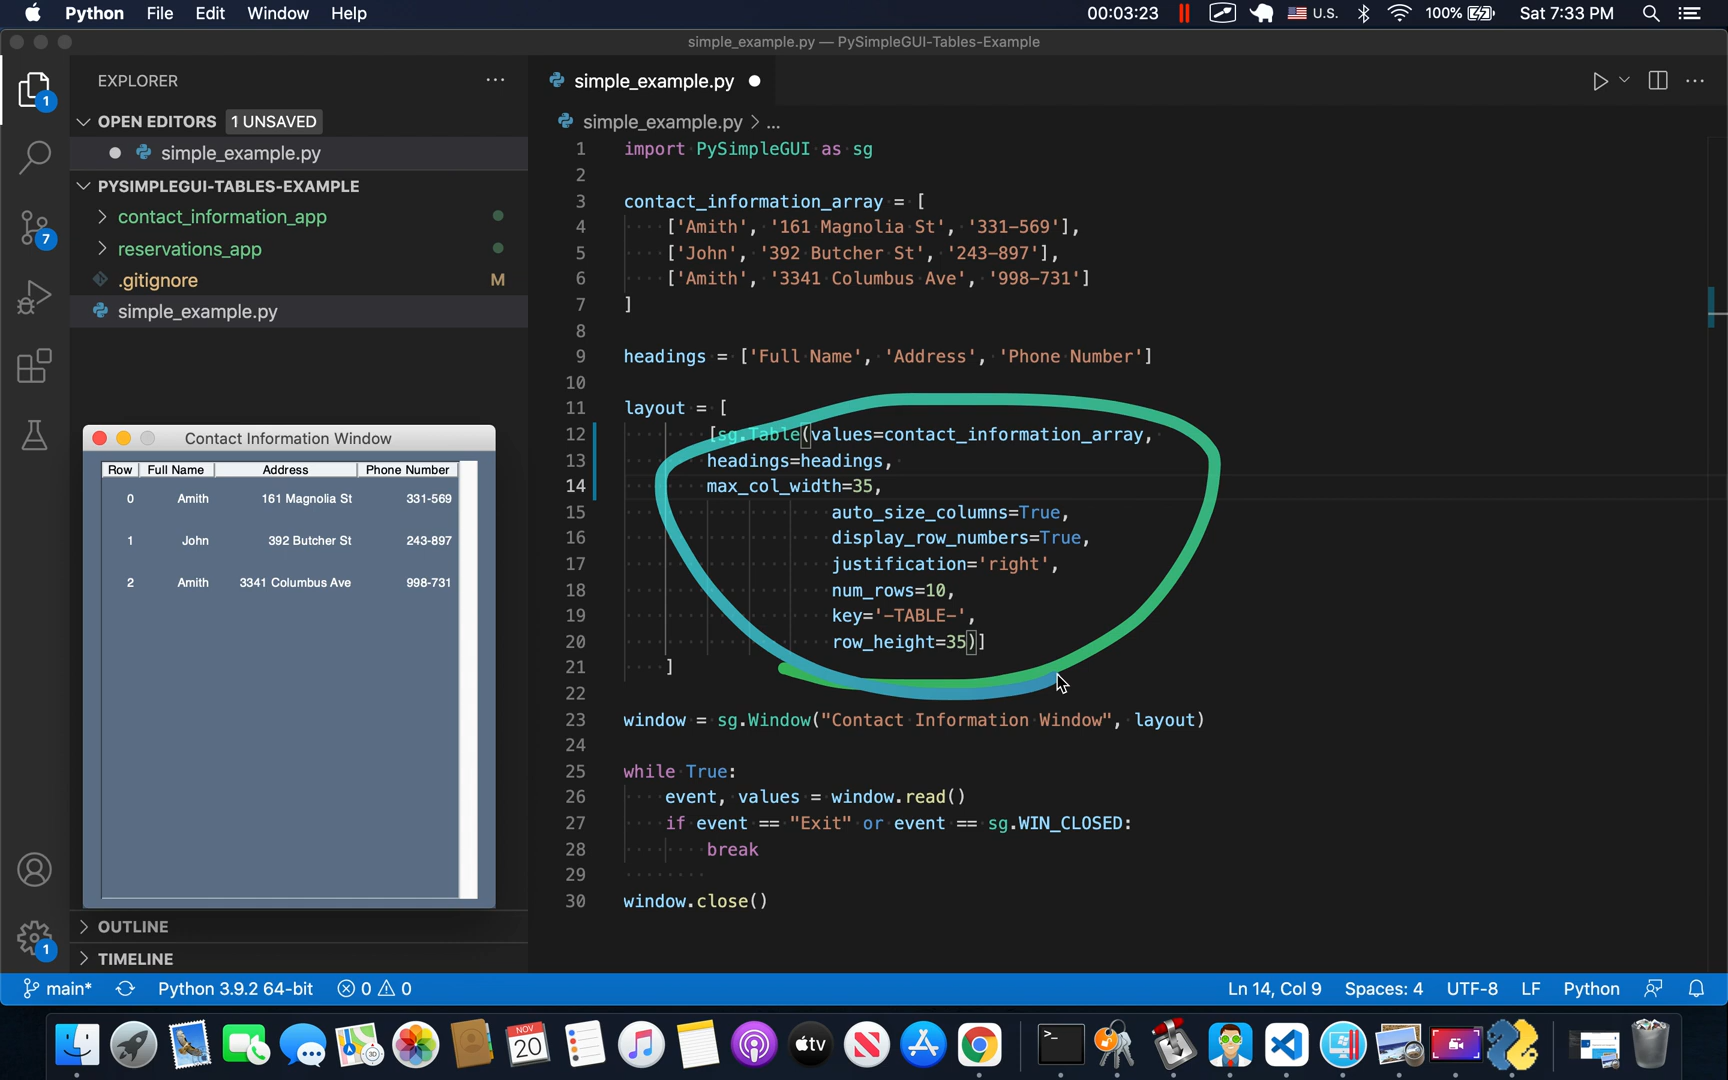 Python File Edit Window Help 00:03:23 U.S. 100% Sat 7:33 PM
simple_example.py — PySimpleGUI-Tables-Example
EXPLORER ···
simple_example.py
1
OPEN EDITORS 1 UNSAVED
simple_example.py > ...
simple_example.py
PYSIMPLEGUI-TABLES-EXAMPLE
contact_information_app
7
reservations_app
.gitignore M
simple_example.py
1 import PySimpleGUI as sg
2
3 contact_information_array = [
4 ['Amith', '161 Magnolia St', '331-569'],
5 ['John', '392 Butcher St', '243-897'],
6 ['Amith', '3341 Columbus Ave', '998-731']
7 ]
8
9 headings = ['Full Name', 'Address', 'Phone Number']
10
11 layout = [
12 [sg.Table(values=contact_information_array,
13 headings=headings,
14 max_col_width=35,
15 auto_size_columns=True,
16 display_row_numbers=True,
17 justification='right',
18 num_rows=10,
19 key='-TABLE-',
20 row_height=35)]
21 ]
22
23 window = sg.Window("Contact Information Window", layout)
24
25 while True:
26 event, values = window.read()
27 if event == "Exit" or event == sg.WIN_CLOSED:
28 break
29
30 window.close()
Contact Information Window
Row Full Name Address Phone Number
0 Amith 161 Magnolia St 331-569
1 John 392 Butcher St 243-897
2 Amith 3341 Columbus Ave 998-731
OUTLINE
1
TIMELINE
main* Python 3.9.2 64-bit 0 0 Ln 14, Col 9 Spaces: 4 UTF-8 LF Python
NOV
20
tv
>_